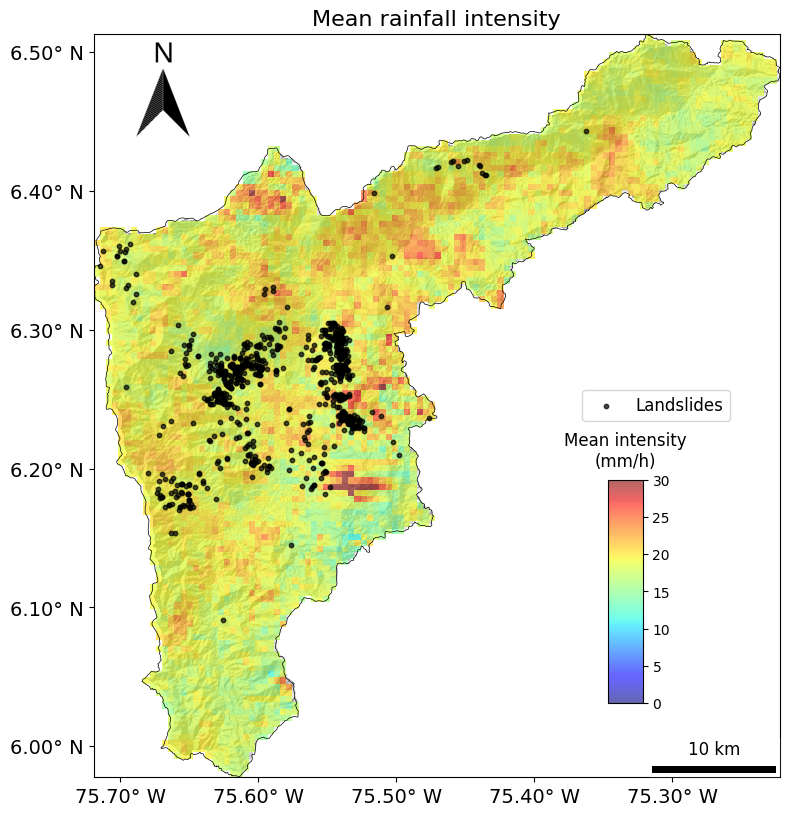 Mean rainfall intensity
6.50° N
N
6.40° N
6.30° N
Landslides
Mean intensity
(mm/h)
6.20° N
30
25
20
15
6.10° N
10
5
0
6.00° N
10 km
75.70° W
75.60° W
75.50° W
75.40° W
75.30° W